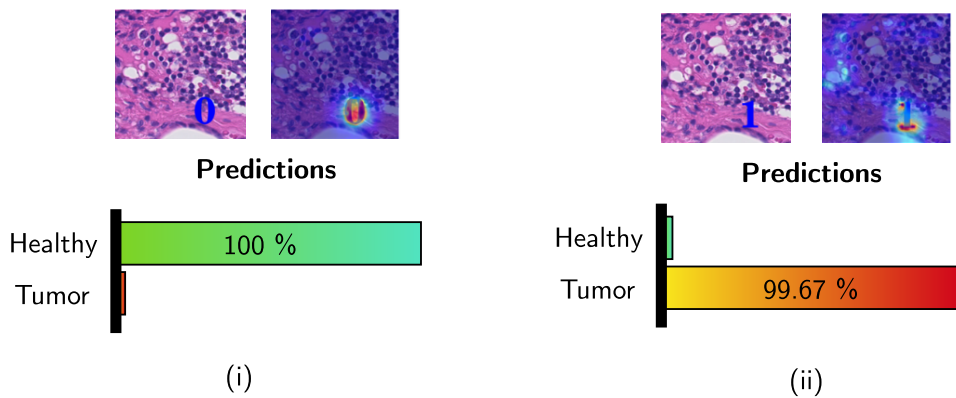 0
Predictions
Healthy
100 %
Tumor
(i)
1
Predictions
Healthy
Tumor
99.67 %
(ii)